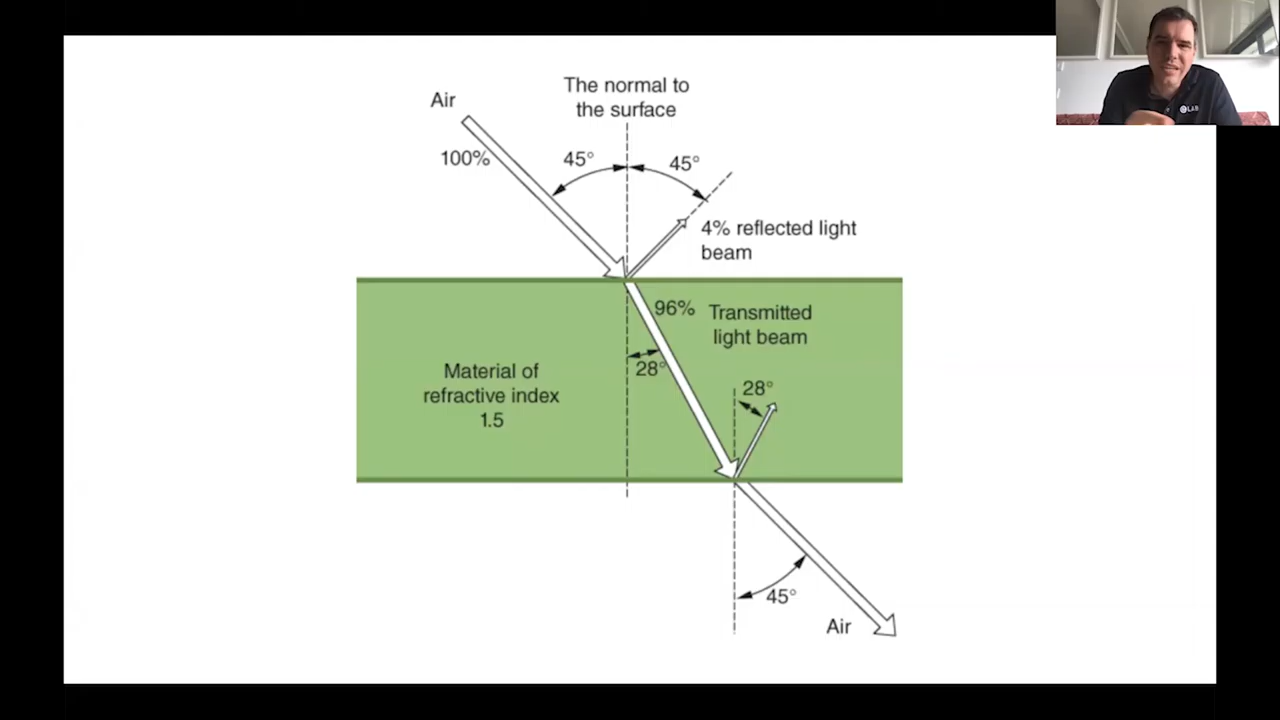 The normal to
the surface
Air
100%
45°
45°
4% reflected light
beam
96%
Transmitted
light beam
28°
Material of
refractive index
1.5
28°
45°
Air
LAB